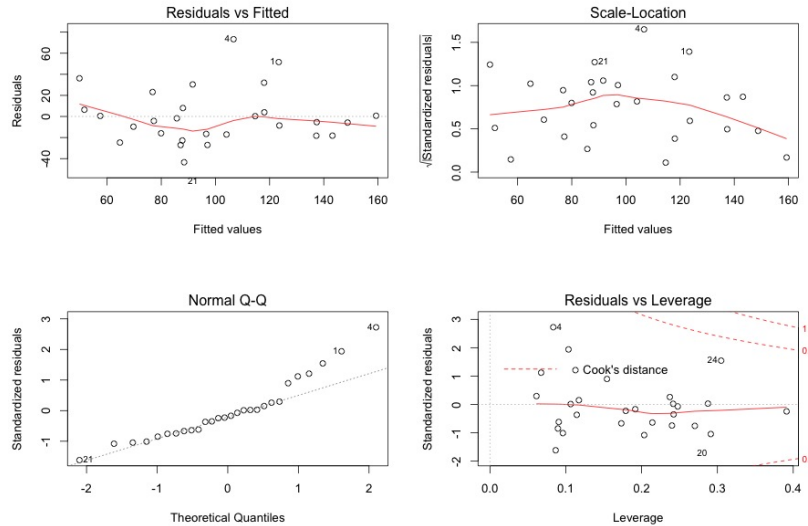 Residuals vs Fitted
Residuals
60
20
0
-40
4
1
21
60 80 100 120 140 160
Fitted values
Scale-Location
√|Standardized residuals|
1.5
1.0
0.5
0.0
4
1
21
60 80 100 120 140 160
Fitted values
Normal Q-Q
Standardized residuals
3
2
1
0
-1
4
1
21
-2 -1 0 1 2
Theoretical Quantiles
Residuals vs Leverage
Standardized residuals
3
2
1
0
-1
-2
4
24
Cook's distance
20
1
0
0
0.0 0.1 0.2 0.3 0.4
Leverage